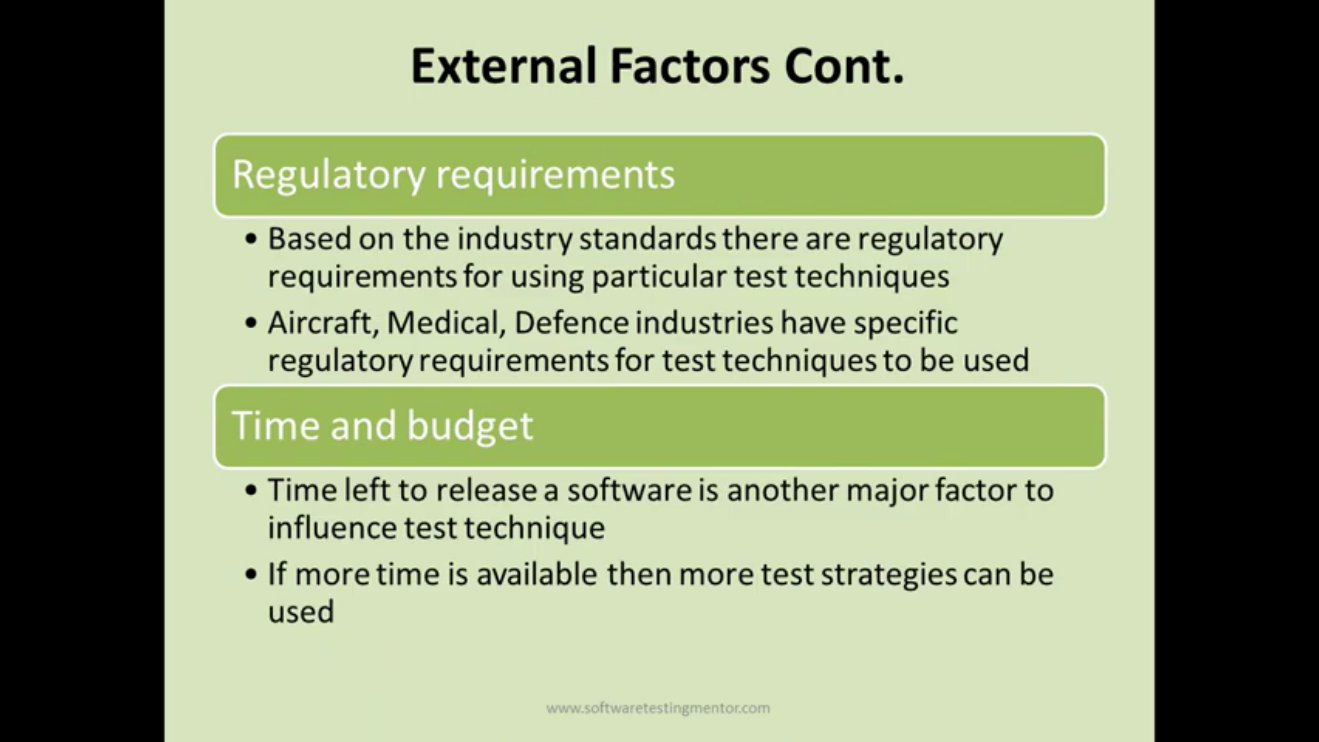 External Factors Cont.
Regulatory requirements
• Based on the industry standards there are regulatory
requirements for using particular test techniques
• Aircraft, Medical, Defence industries have specific
regulatory requirements for test techniques to be used
Time and budget
• Time left to release a software is another major factor to
influence test technique
• If more time is available then more test strategies can be
used
www.softwaretestingmentor.com